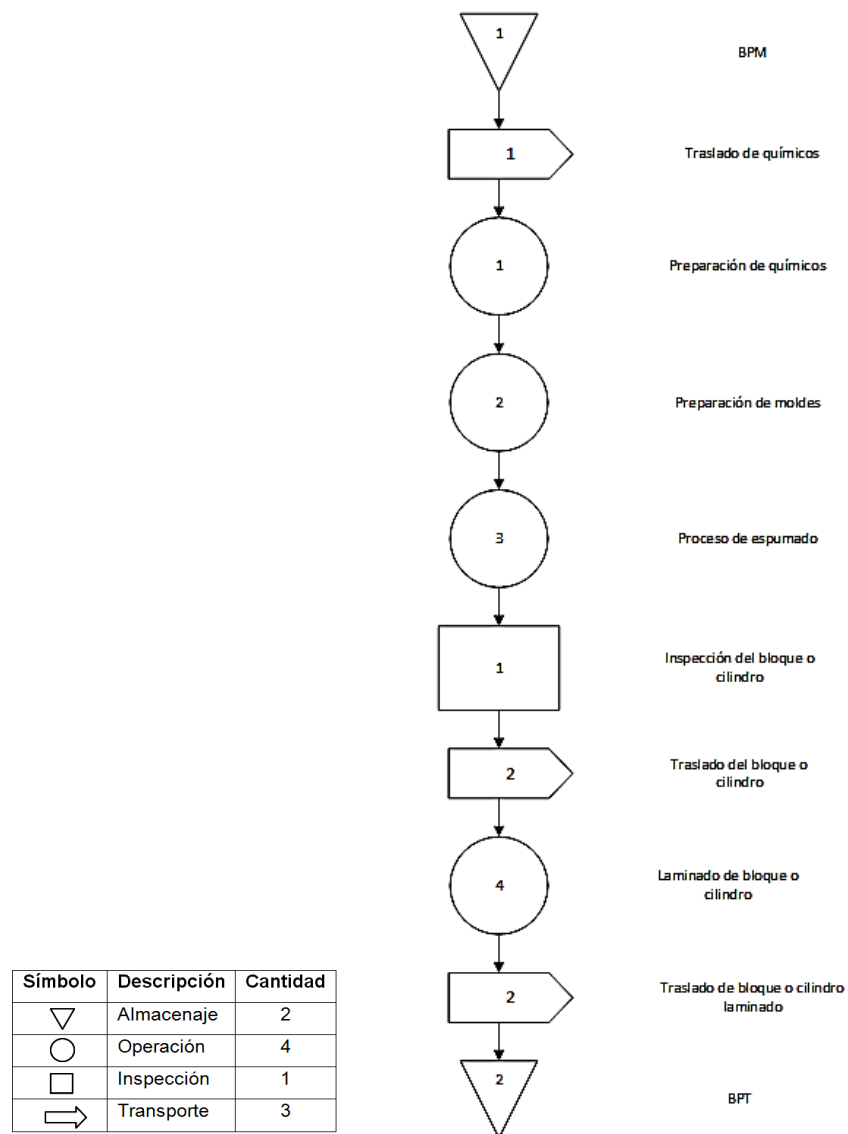 1
BPM
1
Traslado de químicos
1
Preparación de químicos
2
Preparación de moldes
3
Proceso de espumado
1
Inspección del bloque o
cilindro
2
Traslado del bloque o
cilindro
4
Laminado de bloque o
cilindro
2
Traslado de bloque o cilindro
laminado
2
BPT
Símbolo Descripción Cantidad
Almacenaje 2
Operación 4
Inspección 1
Transporte 3